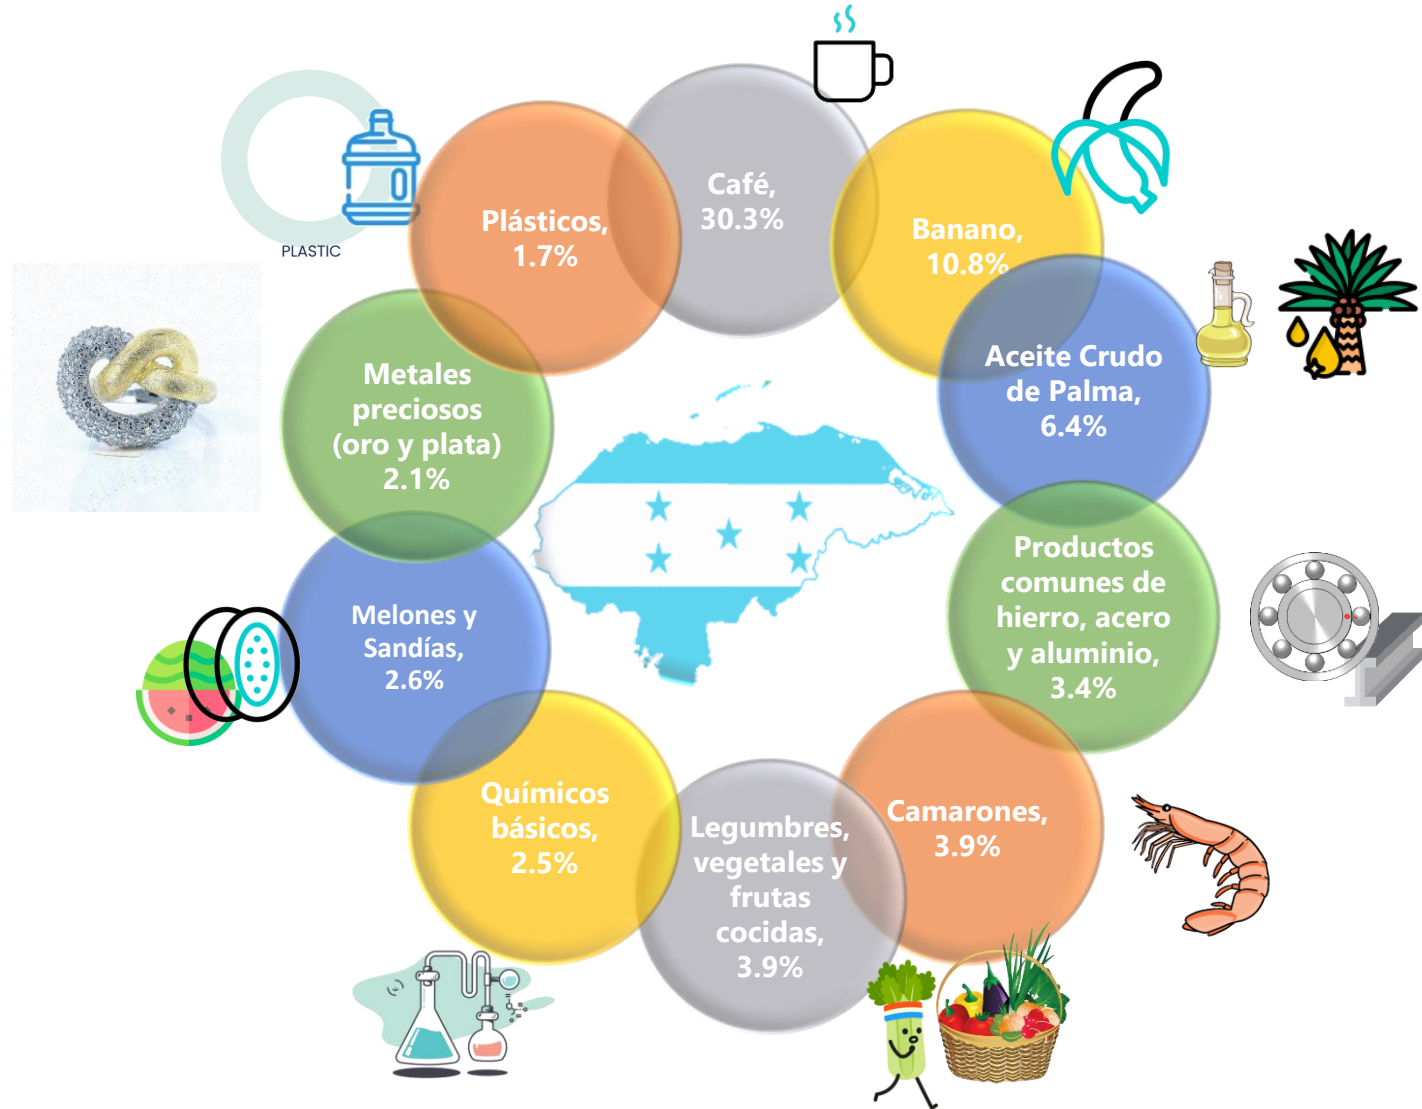 Café,
30.3%
Banano,
10.8%
Aceite Crudo
de Palma,
6.4%
Productos
comunes de
hierro, acero
y aluminio,
3.4%
Camarones,
3.9%
Legumbres,
vegetales y
frutas
cocidas,
3.9%
Químicos
básicos,
2.5%
Melones y
Sandías,
2.6%
Metales
preciosos
(oro y plata)
2.1%
Plásticos,
1.7%
PLASTIC